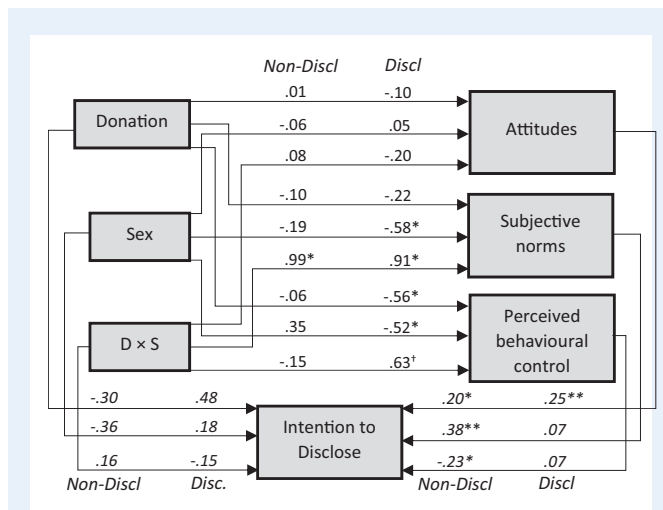 Non-Discl Discl
.01 -.10
Donation
-.06 .05
Attitudes
.08 -.20
-.10 -.22
Sex
-.19 -.58*
Subjective
norms
.99* .91*
-.06 -.56*
D × S
.35 -.52*
Perceived
behavioural
control
-.15 .63†
-.30 .48
.20* .25**
Intention to
Disclose
-.36 .18
.38** .07
.16 -.15
-.23* .07
Non-Discl Disc.
Non-Discl Discl